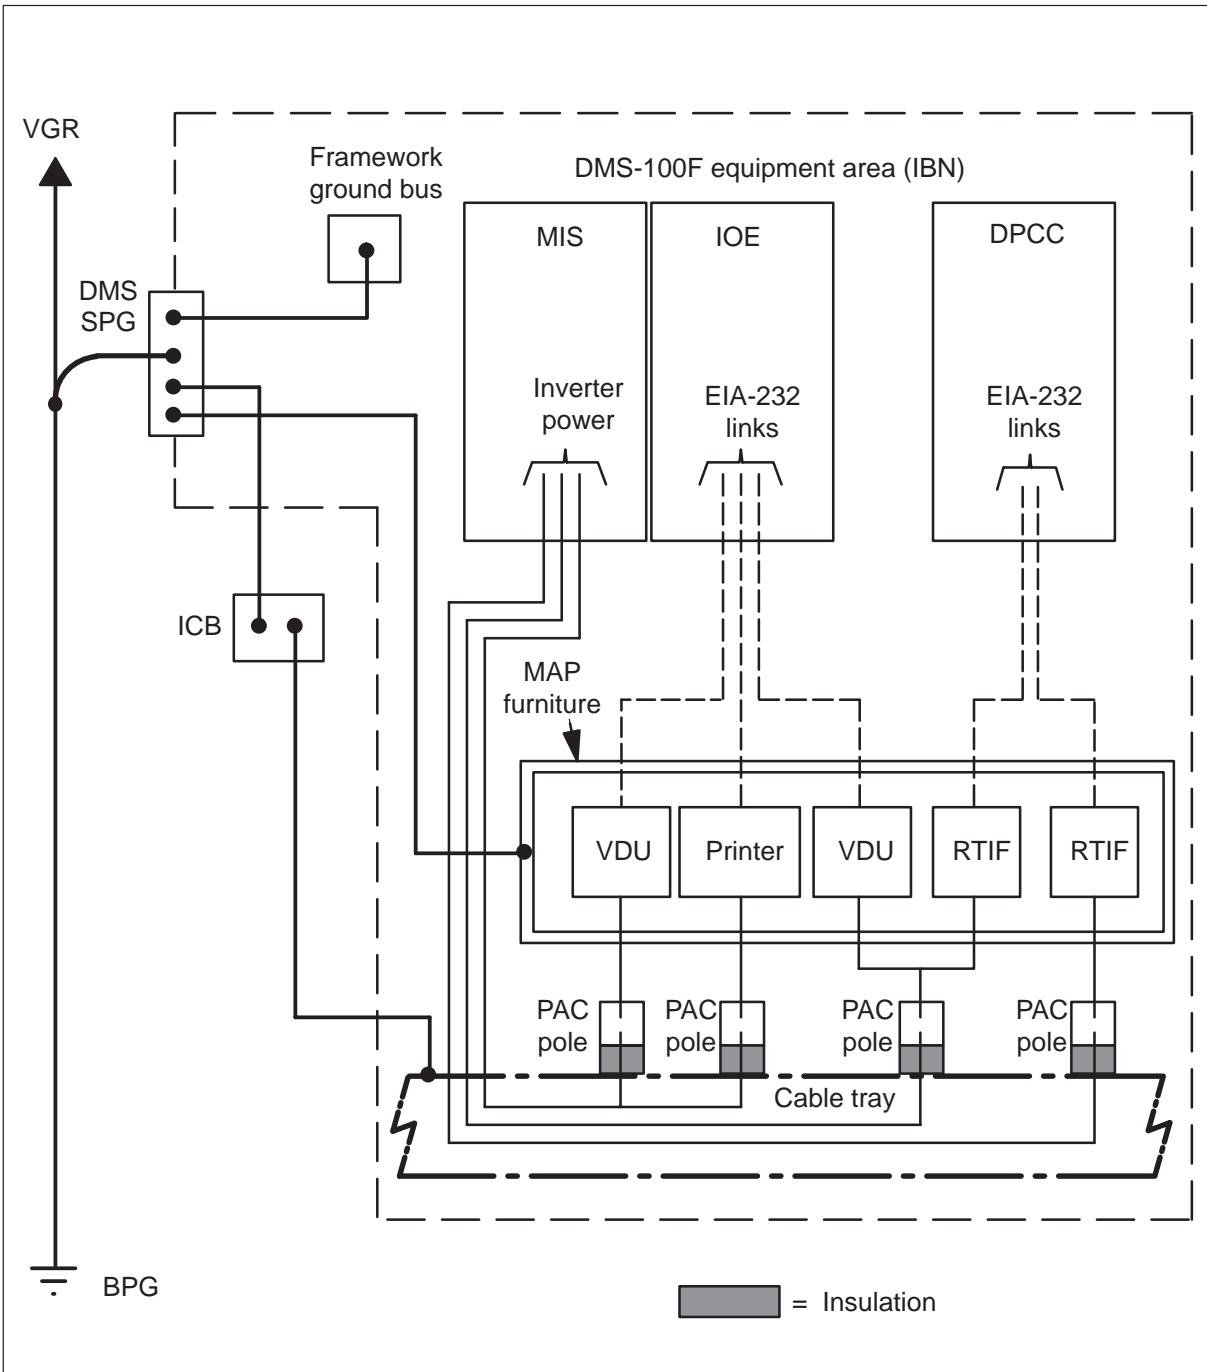 VGR
Framework
ground bus
DMS-100F equipment area (IBN)
MIS
IOE
DPCC
DMS
SPG
Inverter
power
EIA-232
links
EIA-232
links
ICB
MAP
furniture
VDU
Printer
VDU
RTIF
RTIF
PAC
pole
PAC
pole
PAC
pole
PAC
pole
Cable tray
BPG
= Insulation